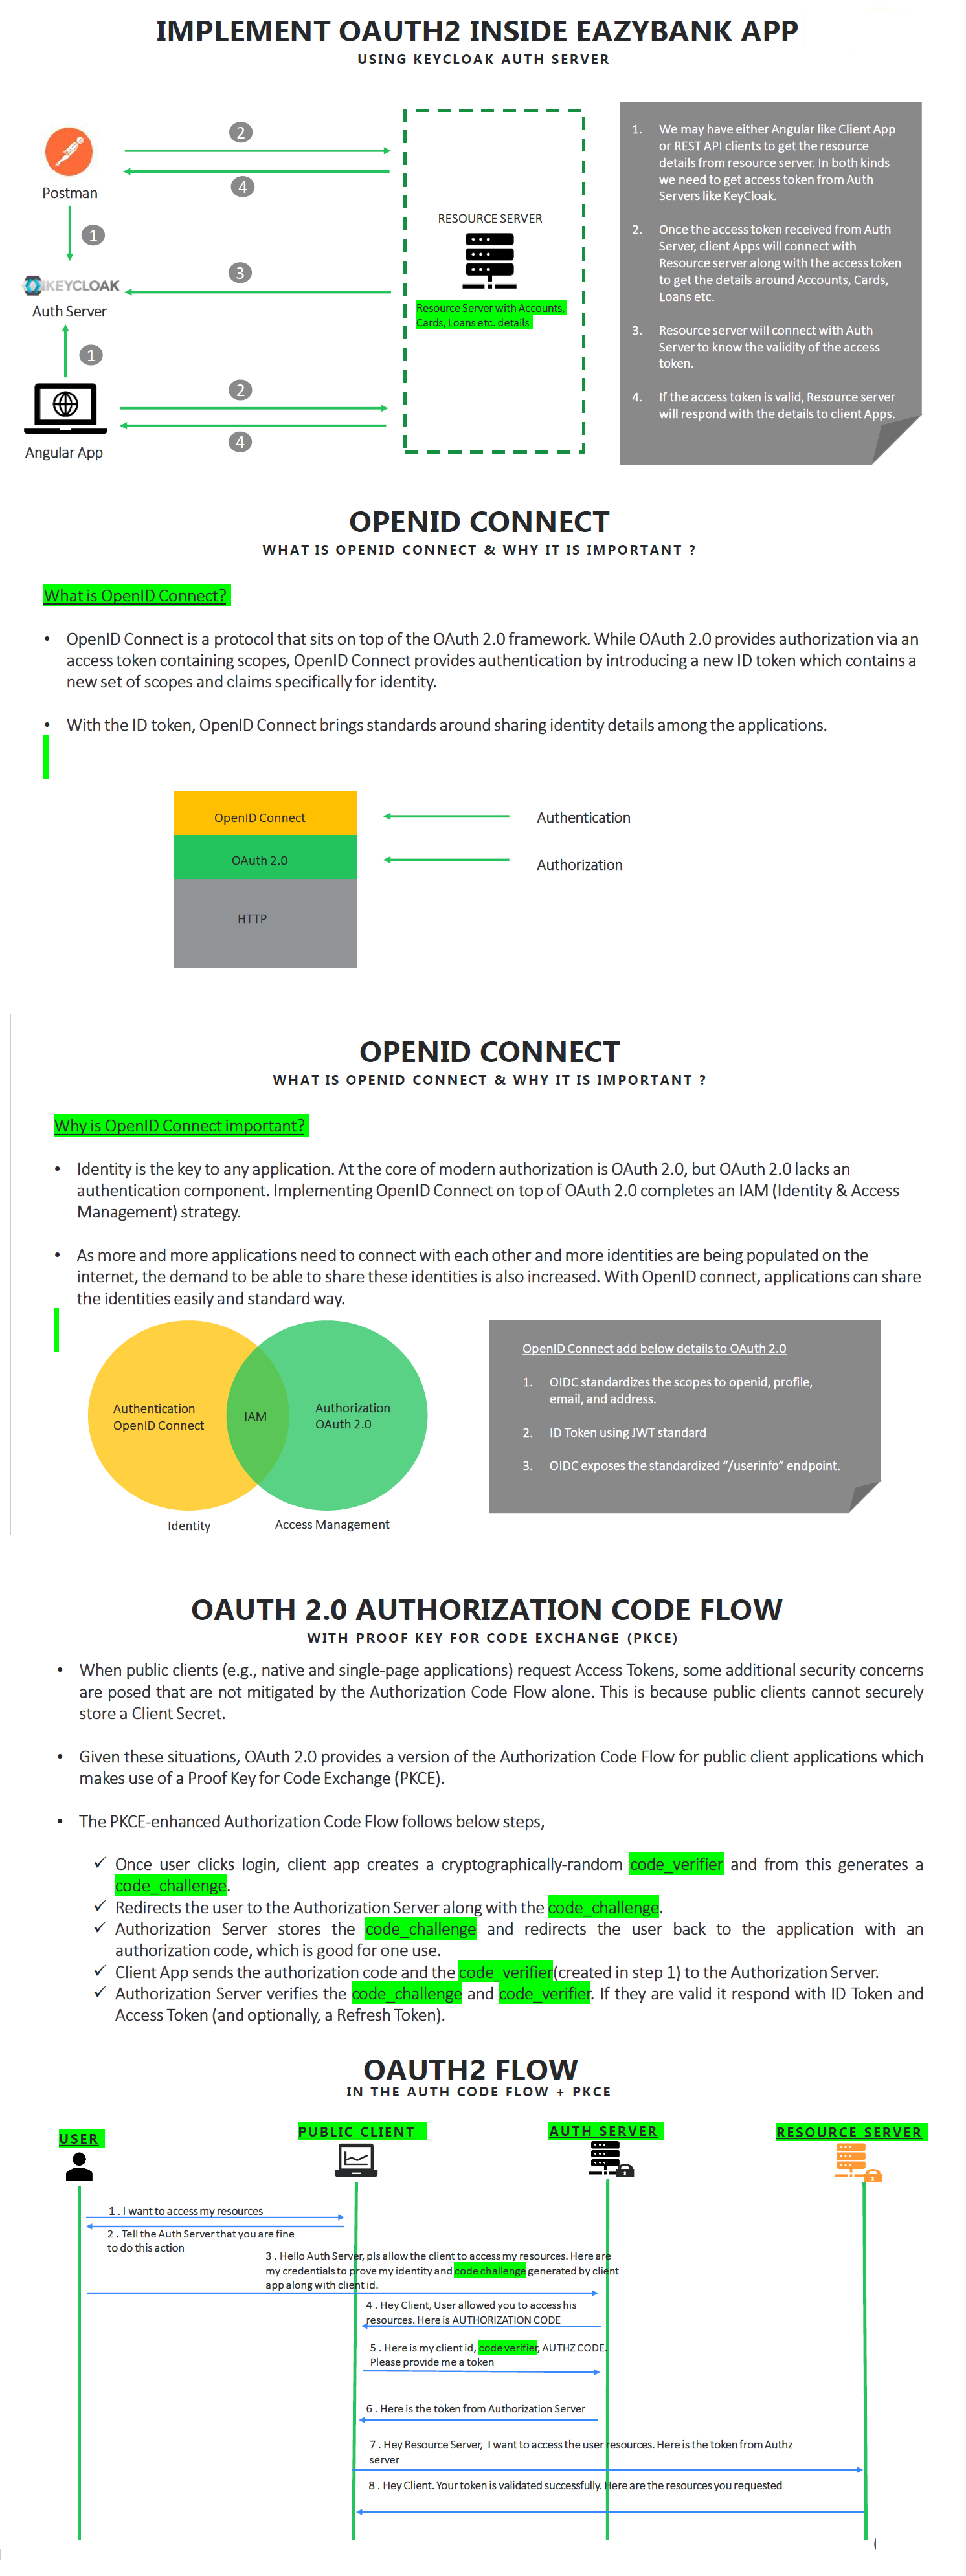 IMPLEMENT OAUTH2 INSIDE EAZYBANK APP
USING KEYCLOAK AUTH SERVER
2
4
Postman
1
3
KEYCLOAK
Auth Server
1
2
4
Angular App
RESOURCE SERVER
Resource Server with Accounts,
Cards, Loans etc. details
1. We may have either Angular like Client App
or REST API clients to get the resource
details from resource server. In both kinds
we need to get access token from Auth
Servers like KeyCloak.
2. Once the access token received from Auth
Server, client Apps will connect with
Resource server along with the access token
to get the details around Accounts, Cards,
Loans etc.
3. Resource server will connect with Auth
Server to know the validity of the access
token.
4. If the access token is valid, Resource server
will respond with the details to client Apps.
OPENID CONNECT
WHAT IS OPENID CONNECT & WHY IT IS IMPORTANT ?
What is OpenID Connect?
• OpenID Connect is a protocol that sits on top of the OAuth 2.0 framework. While OAuth 2.0 provides authorization via an
access token containing scopes, OpenID Connect provides authentication by introducing a new ID token which contains a
new set of scopes and claims specifically for identity.
• With the ID token, OpenID Connect brings standards around sharing identity details among the applications.
OpenID Connect
Authentication
OAuth 2.0
Authorization
HTTP
OPENID CONNECT
WHAT IS OPENID CONNECT & WHY IT IS IMPORTANT ?
Why is OpenID Connect important?
• Identity is the key to any application. At the core of modern authorization is OAuth 2.0, but OAuth 2.0 lacks an
authentication component. Implementing OpenID Connect on top of OAuth 2.0 completes an IAM (Identity & Access
Management) strategy.
• As more and more applications need to connect with each other and more identities are being populated on the
internet, the demand to be able to share these identities is also increased. With OpenID connect, applications can share
the identities easily and standard way.
Authentication
OpenID Connect
IAM
Authorization
OAuth 2.0
Identity
Access Management
OpenID Connect add below details to OAuth 2.0
1. OIDC standardizes the scopes to openid, profile,
email, and address.
2. ID Token using JWT standard
3. OIDC exposes the standardized “/userinfo” endpoint.
OAUTH 2.0 AUTHORIZATION CODE FLOW
WITH PROOF KEY FOR CODE EXCHANGE (PKCE)
• When public clients (e.g., native and single-page applications) request Access Tokens, some additional security concerns
are posed that are not mitigated by the Authorization Code Flow alone. This is because public clients cannot securely
store a Client Secret.
• Given these situations, OAuth 2.0 provides a version of the Authorization Code Flow for public client applications which
makes use of a Proof Key for Code Exchange (PKCE).
• The PKCE-enhanced Authorization Code Flow follows below steps,
✓ Once user clicks login, client app creates a cryptographically-random code_verifier and from this generates a
code_challenge.
✓ Redirects the user to the Authorization Server along with the code_challenge.
✓ Authorization Server stores the code_challenge and redirects the user back to the application with an
authorization code, which is good for one use.
✓ Client App sends the authorization code and the code_verifier(created in step 1) to the Authorization Server.
✓ Authorization Server verifies the code_challenge and code_verifier. If they are valid it respond with ID Token and
Access Token (and optionally, a Refresh Token).
OAUTH2 FLOW
IN THE AUTH CODE FLOW + PKCE
USER
PUBLIC CLIENT
AUTH SERVER
RESOURCE SERVER
1 . I want to access my resources
2 . Tell the Auth Server that you are fine
to do this action
3 . Hello Auth Server, pls allow the client to access my resources. Here are
my credentials to prove my identity and code challenge generated by client
app along with client id.
4 . Hey Client, User allowed you to access his
resources. Here is AUTHORIZATION CODE
5 . Here is my client id, code verifier, AUTHZ CODE.
Please provide me a token
6 . Here is the token from Authorization Server
7 . Hey Resource Server, I want to access the user resources. Here is the token from Authz
server
8 . Hey Client. Your token is validated successfully. Here are the resources you requested